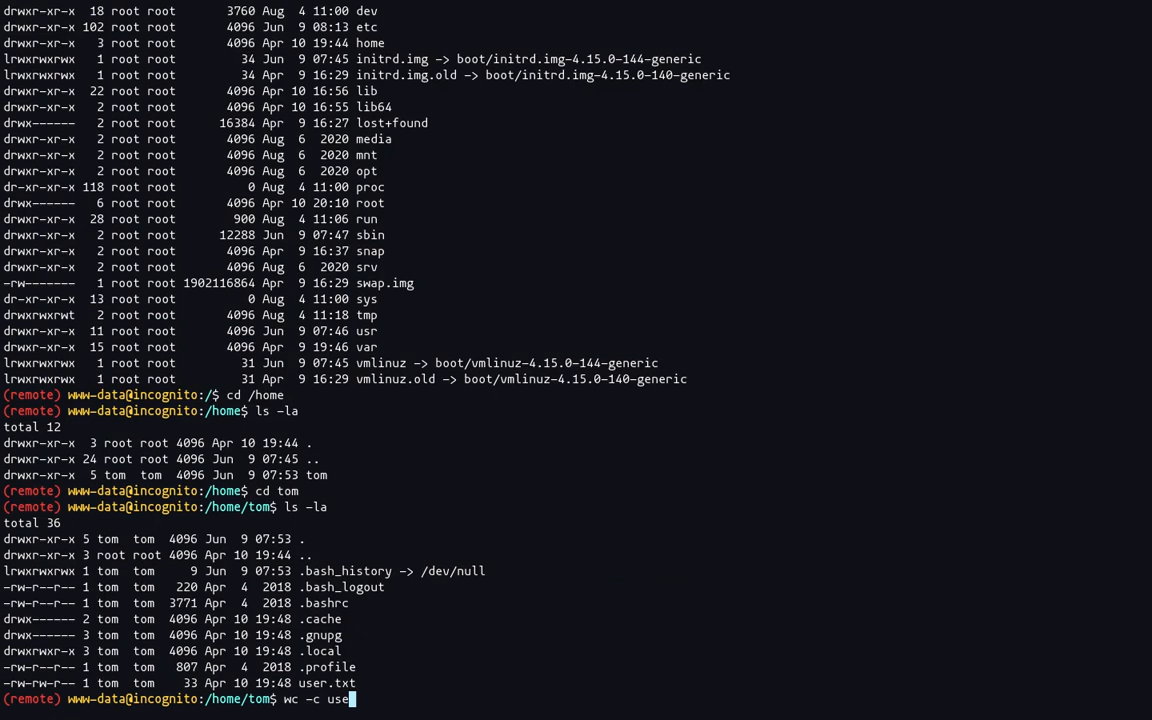 drwxr-xr-x  18 root root       3760 Aug  4 11:00 dev
drwxr-xr-x 102 root root       4096 Jun  9 08:13 etc
drwxr-xr-x   3 root root       4096 Apr 10 19:44 home
lrwxrwxrwx   1 root root         34 Jun  9 07:45 initrd.img -> boot/initrd.img-4.15.0-144-generic
lrwxrwxrwx   1 root root         34 Apr  9 16:29 initrd.img.old -> boot/initrd.img-4.15.0-140-generic
drwxr-xr-x  22 root root       4096 Apr 10 16:56 lib
drwxr-xr-x   2 root root       4096 Apr 10 16:55 lib64
drwx------   2 root root      16384 Apr  9 16:27 lost+found
drwxr-xr-x   2 root root       4096 Aug  6  2020 media
drwxr-xr-x   2 root root       4096 Aug  6  2020 mnt
drwxr-xr-x   2 root root       4096 Aug  6  2020 opt
dr-xr-xr-x 118 root root          0 Aug  4 11:00 proc
drwx------   6 root root       4096 Apr 10 20:10 root
drwxr-xr-x  28 root root        900 Aug  4 11:06 run
drwxr-xr-x   2 root root      12288 Jun  9 07:47 sbin
drwxr-xr-x   2 root root       4096 Apr  9 16:37 snap
drwxr-xr-x   2 root root       4096 Aug  6  2020 srv
-rw-------   1 root root 1902116864 Apr  9 16:29 swap.img
dr-xr-xr-x  13 root root          0 Aug  4 11:00 sys
drwxrwxrwt   2 root root       4096 Aug  4 11:18 tmp
drwxr-xr-x  11 root root       4096 Jun  9 07:46 usr
drwxr-xr-x  15 root root       4096 Apr  9 19:46 var
lrwxrwxrwx   1 root root         31 Jun  9 07:45 vmlinuz -> boot/vmlinuz-4.15.0-144-generic
lrwxrwxrwx   1 root root         31 Apr  9 16:29 vmlinuz.old -> boot/vmlinuz-4.15.0-140-generic
(remote) www-data@incognito:/$ cd /home
(remote) www-data@incognito:/home$ ls -la
total 12
drwxr-xr-x  3 root root 4096 Apr 10 19:44 .
drwxr-xr-x 24 root root 4096 Jun  9 07:45 ..
drwxr-xr-x  5 tom  tom  4096 Jun  9 07:53 tom
(remote) www-data@incognito:/home$ cd tom
(remote) www-data@incognito:/home/tom$ ls -la
total 36
drwxr-xr-x 5 tom  tom  4096 Jun  9 07:53 .
drwxr-xr-x 3 root root 4096 Apr 10 19:44 ..
lrwxrwxrwx 1 tom  tom     9 Jun  9 07:53 .bash_history -> /dev/null
-rw-r--r-- 1 tom  tom   220 Apr  4  2018 .bash_logout
-rw-r--r-- 1 tom  tom  3771 Apr  4  2018 .bashrc
drwx------ 2 tom  tom  4096 Apr 10 19:48 .cache
drwx------ 3 tom  tom  4096 Apr 10 19:48 .gnupg
drwxrwxr-x 3 tom  tom  4096 Apr 10 19:48 .local
-rw-r--r-- 1 tom  tom   807 Apr  4  2018 .profile
-rw-rw-r-- 1 tom  tom    33 Apr 10 19:48 user.txt
(remote) www-data@incognito:/home/tom$ wc -c use